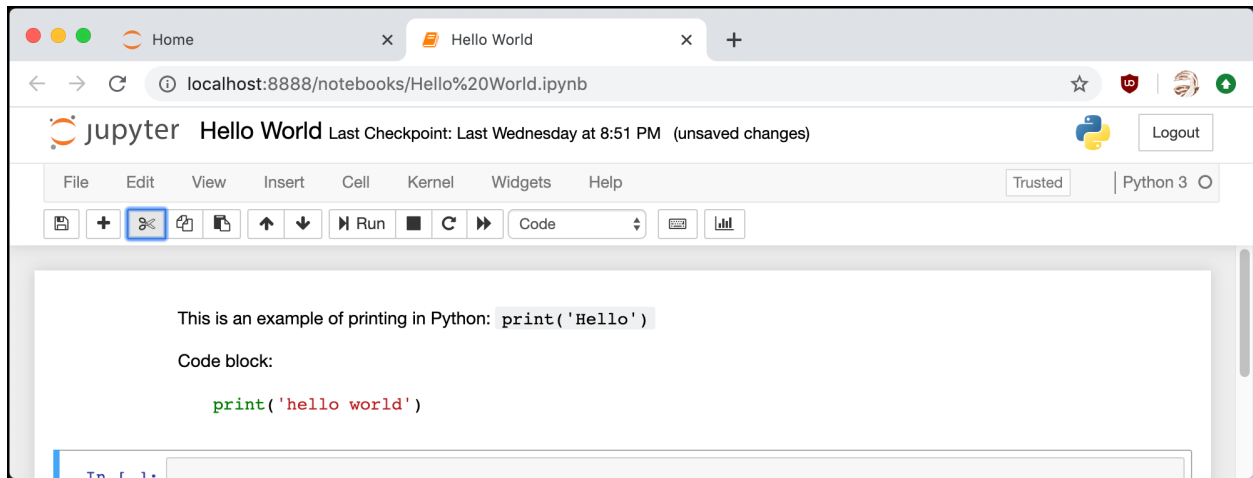 Home
Hello World
localhost:8888/notebooks/Hello%20World.ipynb
jupyter Hello World Last Checkpoint: Last Wednesday at 8:51 PM (unsaved changes)
Logout
File Edit View Insert Cell Kernel Widgets Help Trusted Python 3
Run Code
This is an example of printing in Python: print('Hello')
Code block:
print('hello world')
In [ ]: